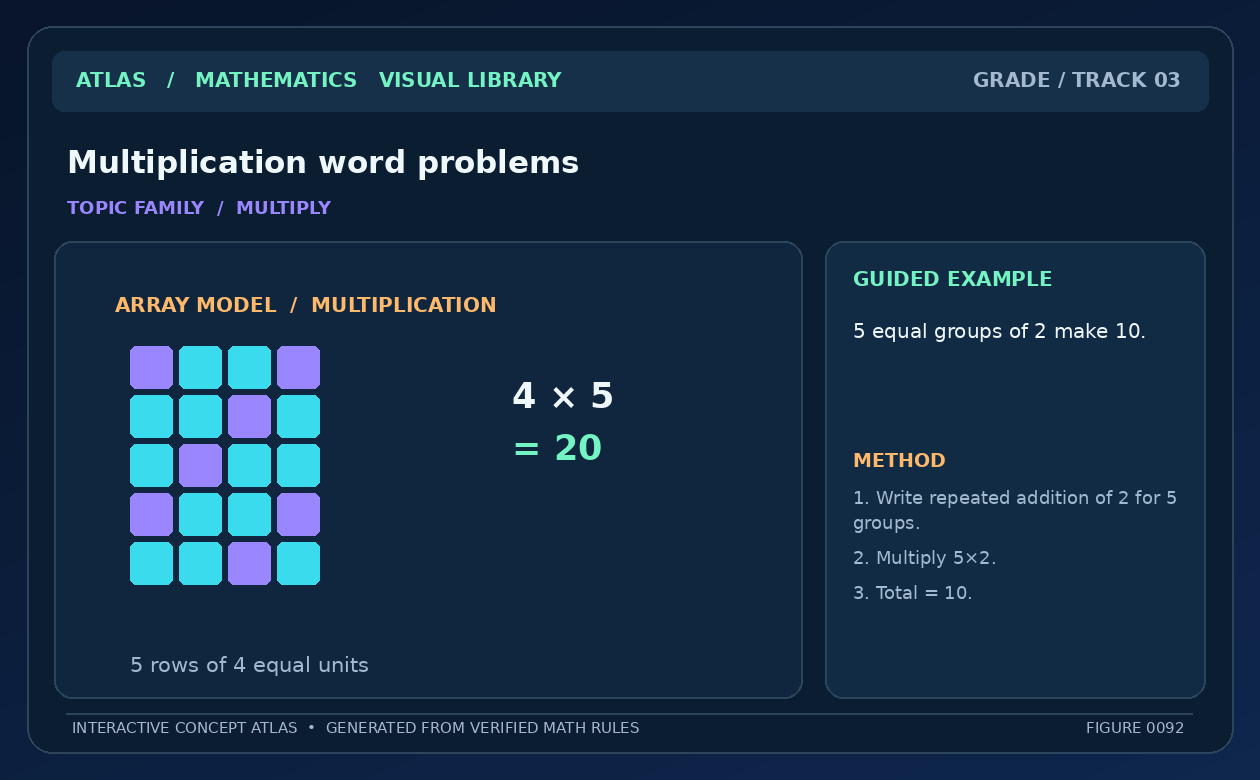 ATLAS / MATHEMATICS VISUAL LIBRARY
GRADE / TRACK 03
Multiplication word problems
TOPIC FAMILY / MULTIPLY
ARRAY MODEL / MULTIPLICATION
4 × 5
= 20
5 rows of 4 equal units
GUIDED EXAMPLE
5 equal groups of 2 make 10.
METHOD
1. Write repeated addition of 2 for 5
groups.
2. Multiply 5×2.
3. Total = 10.
INTERACTIVE CONCEPT ATLAS • GENERATED FROM VERIFIED MATH RULES
FIGURE 0092